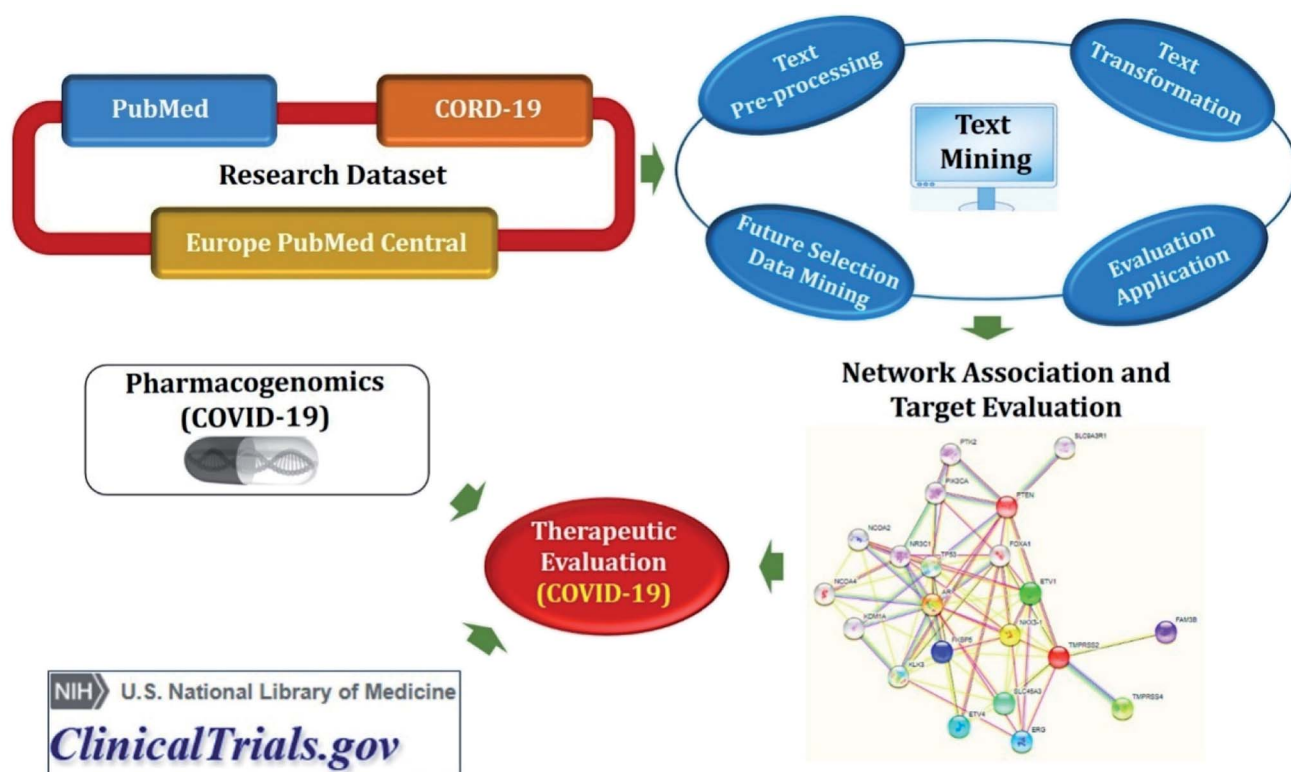 PubMed
CORD-19
Research Dataset
Europe PubMed Central
Text
Pre-processing
Text
Transformation
Text
Mining
Future Selection
Data Mining
Evaluation
Application
Pharmacogenomics
(COVID-19)
Therapeutic
Evaluation
(COVID-19)
Network Association and
Target Evaluation
PTK2
SLC9A3R1
PIK3CA
PTEN
NCOA2
NR3C1
TP53
FOXA1
NCOA4
AR
ETV1
KDM1A
FKBP5
NKX3-1
FAM3B
TMPRSS2
KLK3
SLC45A3
TMPRSS4
ETV4
ERG
NIH U.S. National Library of Medicine
ClinicalTrials.gov